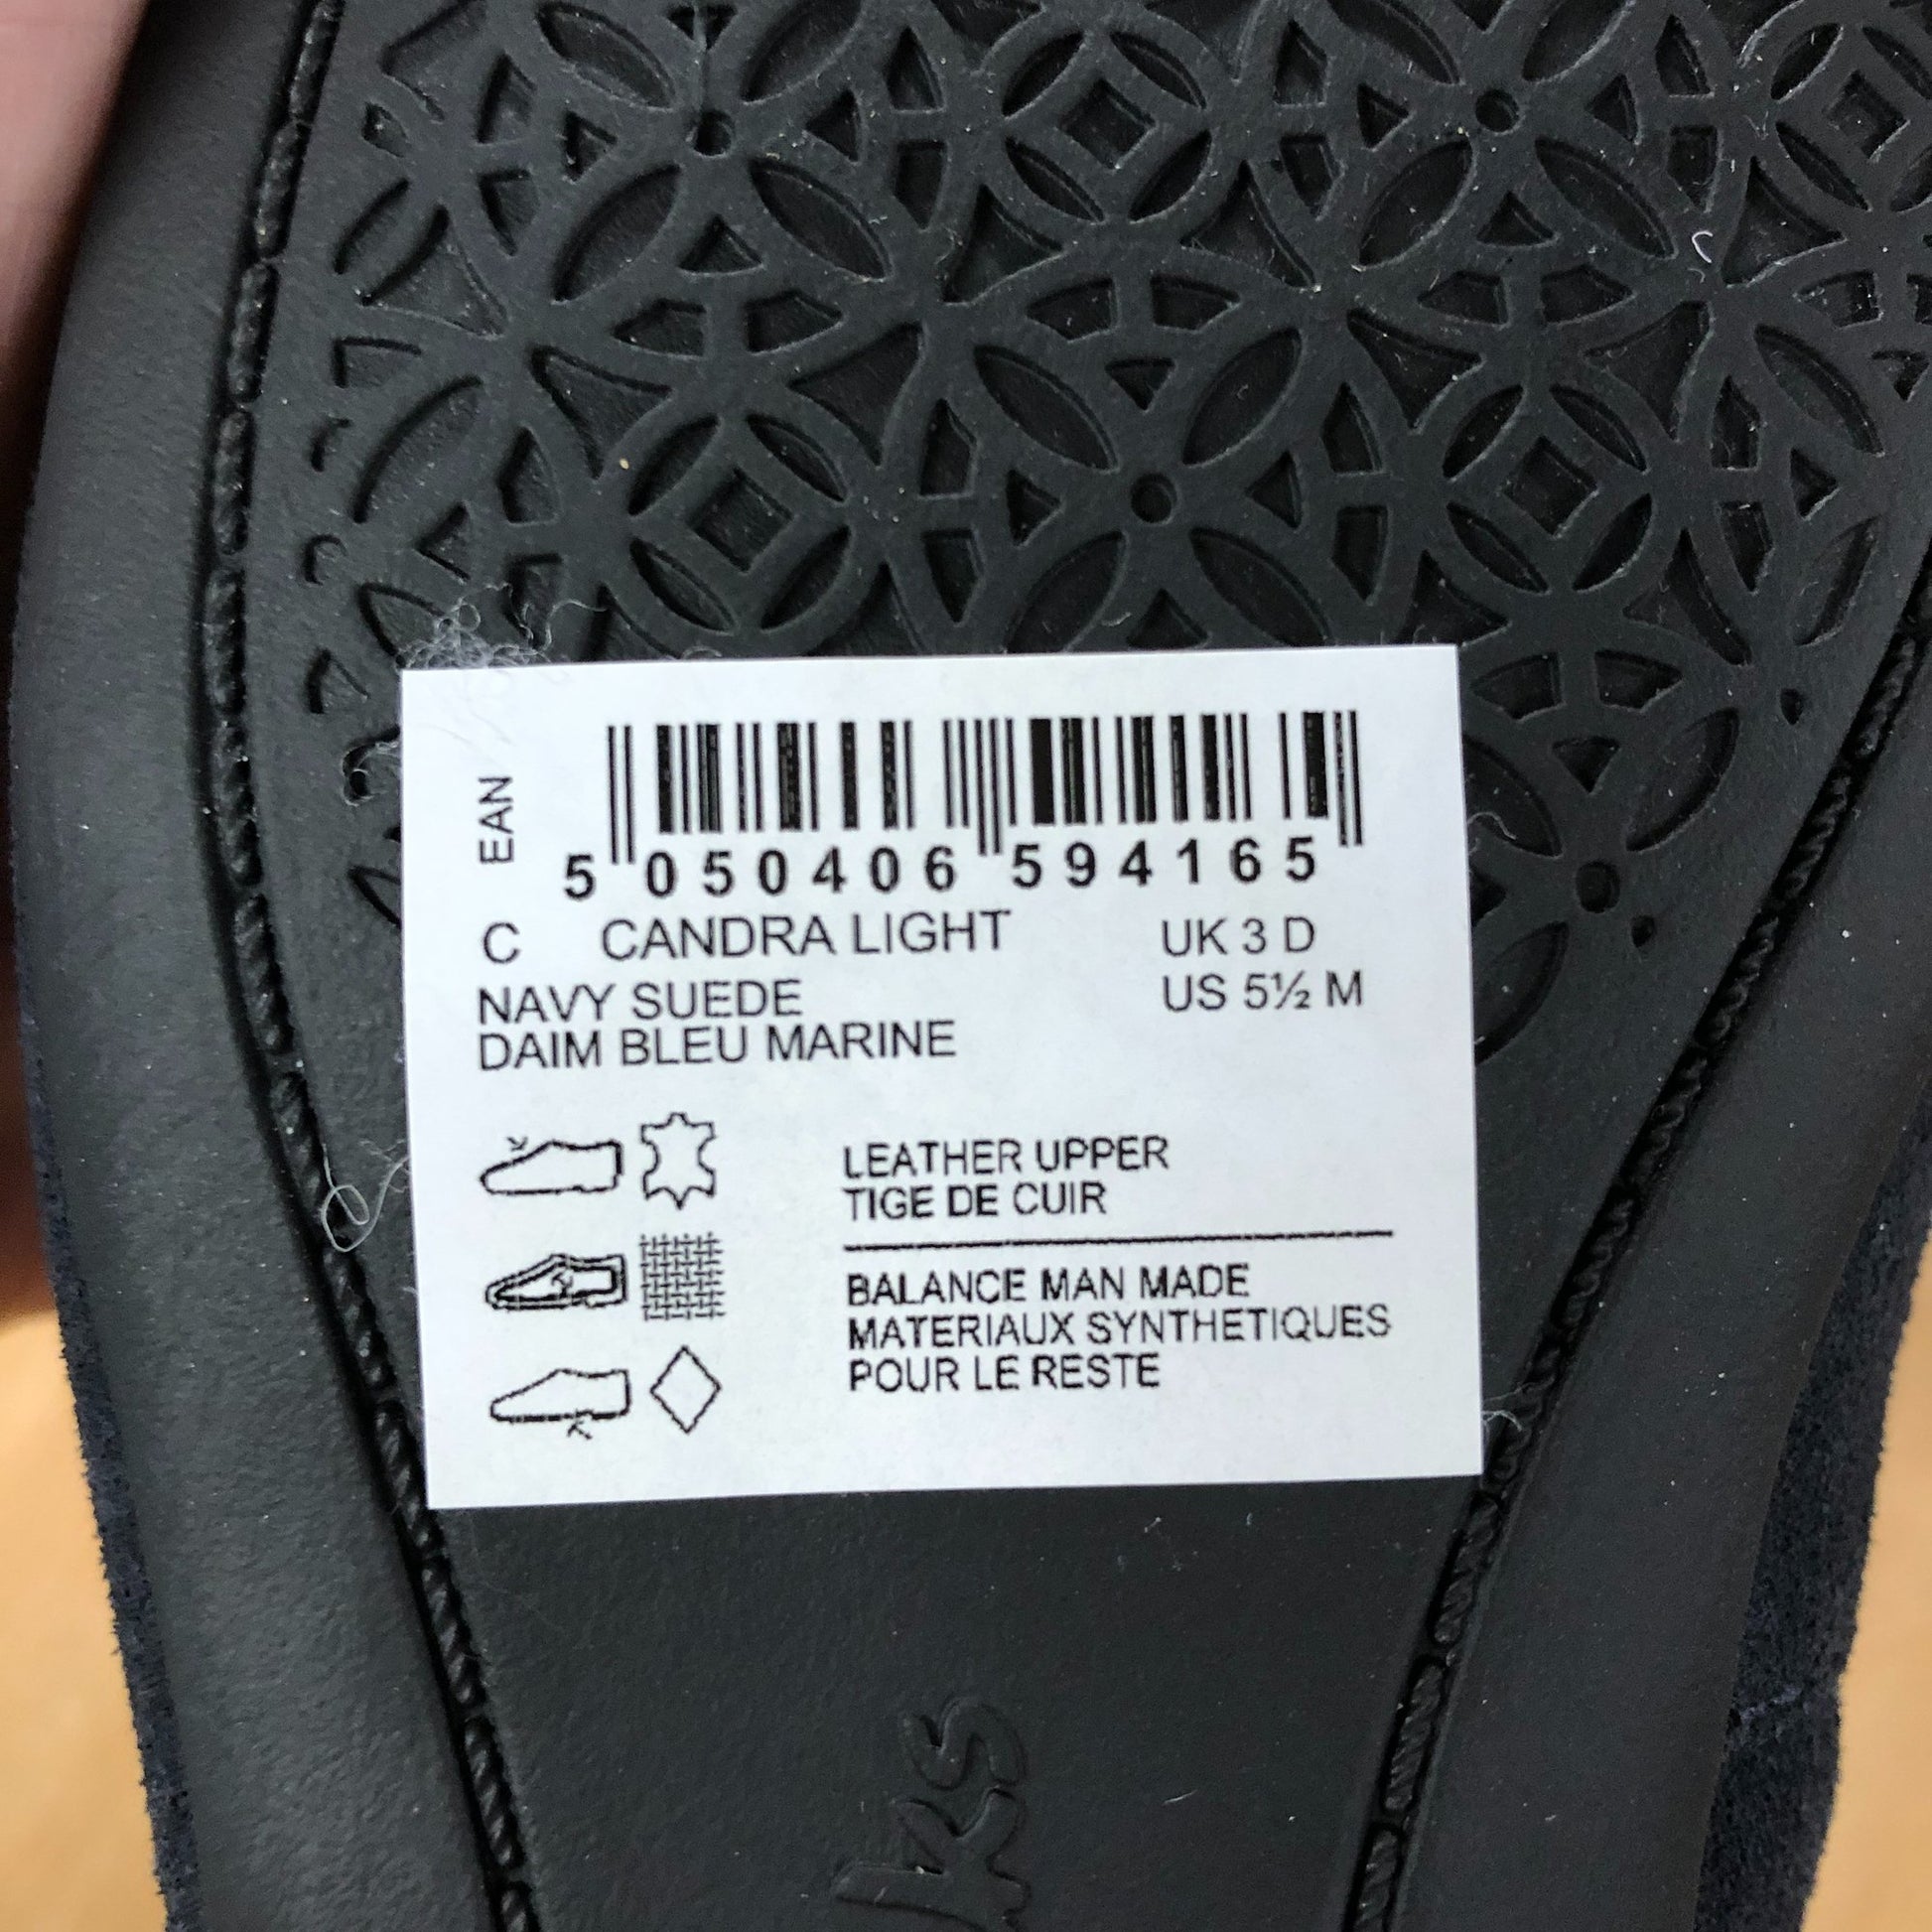 EAN
5 050406 594165
C CANDRA LIGHT UK 3 D
NAVY SUEDE US 5½ M
DAIM BLEU MARINE
LEATHER UPPER
TIGE DE CUIR
BALANCE MAN MADE
MATERIAUX SYNTHETIQUES
POUR LE RESTE
ks